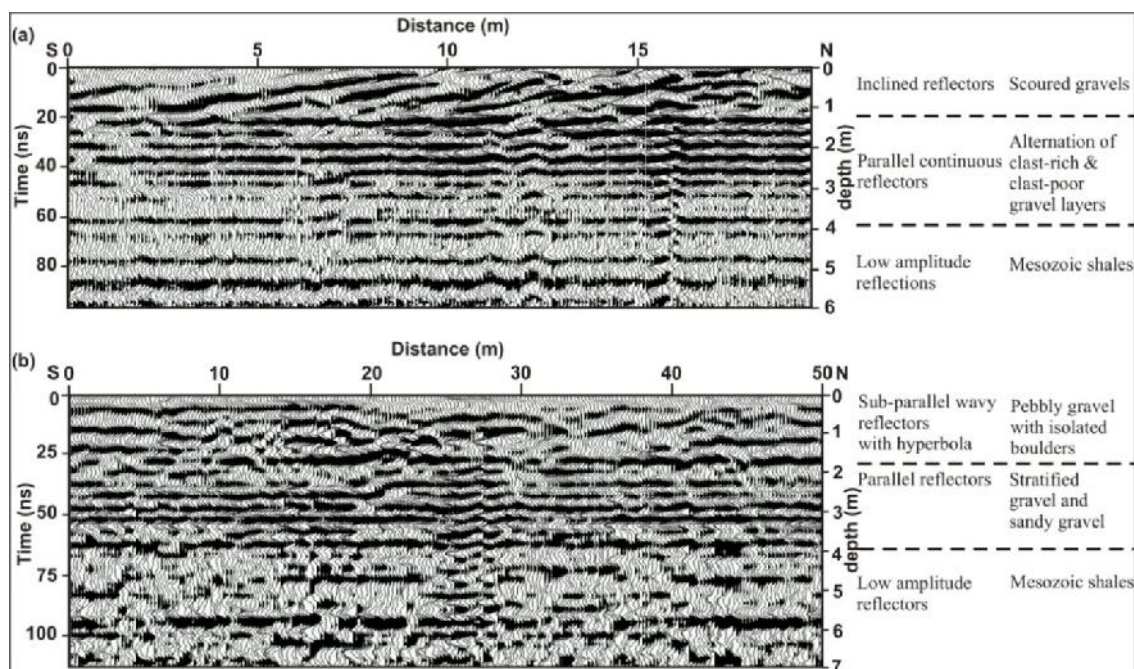 (a)
Distance (m)
S 0 5 10 15 N
0 20 40 60 80
Time (ns)
0 1 2 3 4 5 6
depth (m)
Inclined reflectors
Scoured gravels
Parallel continuous
reflectors
Alternation of
clast-rich &
clast-poor
gravel layers
Low amplitude
reflections
Mesozoic shales
(b)
Distance (m)
S 0 10 20 30 40 50 N
0 25 50 75 100
Time (ns)
0 1 2 3 4 5 6 7
depth (m)
Sub-parallel wavy
reflectors
with hyperbola
Pebbly gravel
with isolated
boulders
Parallel reflectors
Stratified
gravel and
sandy gravel
Low amplitude
reflectors
Mesozoic shales